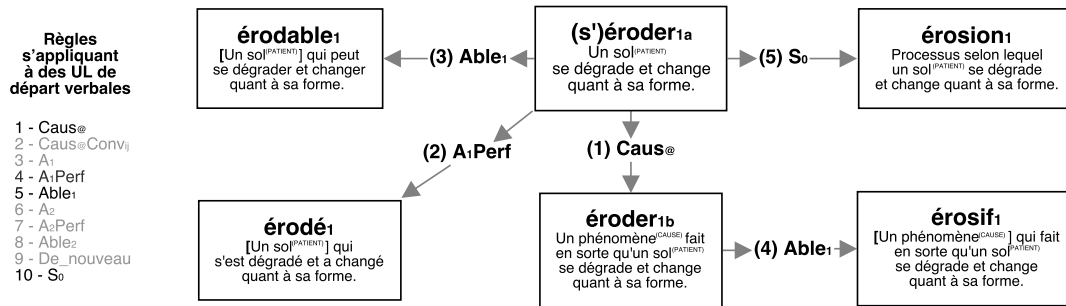 Règles
s'appliquant
à des UL de
départ verbales
1 - Caus@
2 - Caus@Convij
3 - A1
4 - A1Perf
5 - Able1
6 - A2
7 - A2Perf
8 - Able2
9 - De_nouveau
10 - S0
érodable1
[Un sol(PATIENT)] qui peut
se dégrader et changer
quant à sa forme.
(3) Able1
(s')éroder1a
Un sol(PATIENT)
se dégrade et change
quant à sa forme.
(5) S0
érosion1
Processus selon lequel
un sol(PATIENT) se dégrade
et change quant à sa forme.
(2) A1Perf
(1) Caus@
érodé1
[Un sol(PATIENT)] qui
s'est dégradé et a changé
quant à sa forme.
éroder1b
Un phénomène(CAUSE) fait
en sorte qu'un sol(PATIENT)
se dégrade et change
quant à sa forme.
(4) Able1
érosif1
[Un phénomène(CAUSE)] qui fait
en sorte qu'un sol(PATIENT)
se dégrade et change
quant à sa forme.